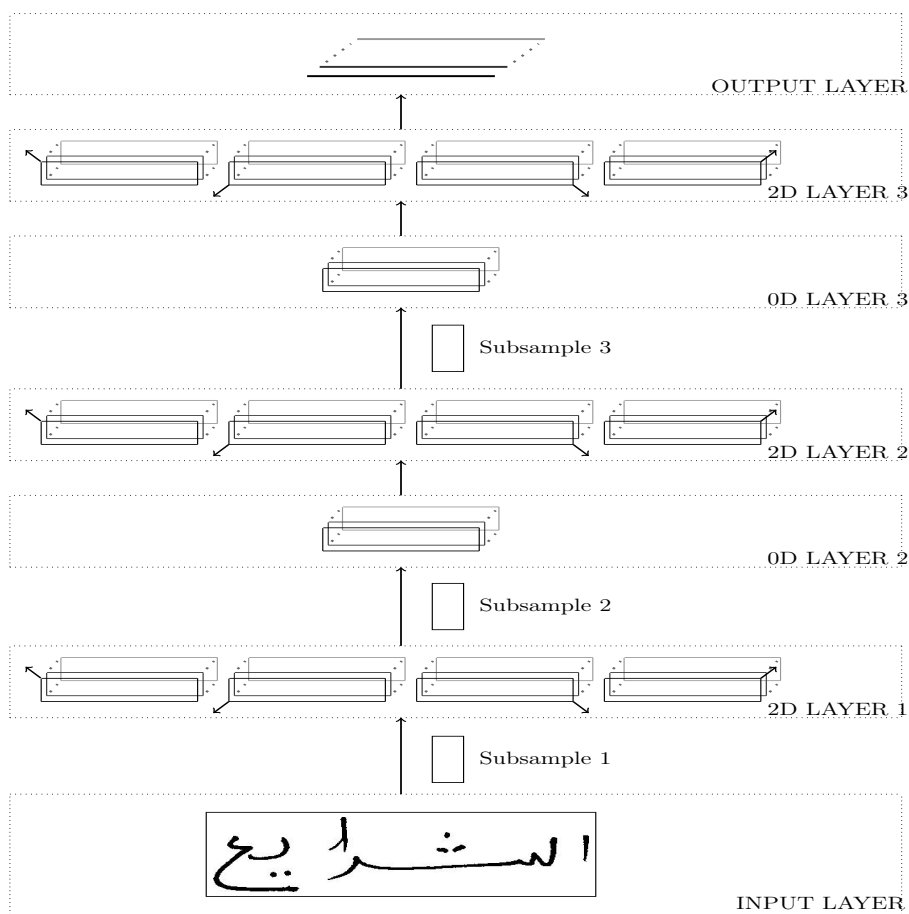 OUTPUT LAYER
2D LAYER 3
0D LAYER 3
Subsample 3
2D LAYER 2
0D LAYER 2
Subsample 2
2D LAYER 1
Subsample 1
الشرايع
INPUT LAYER